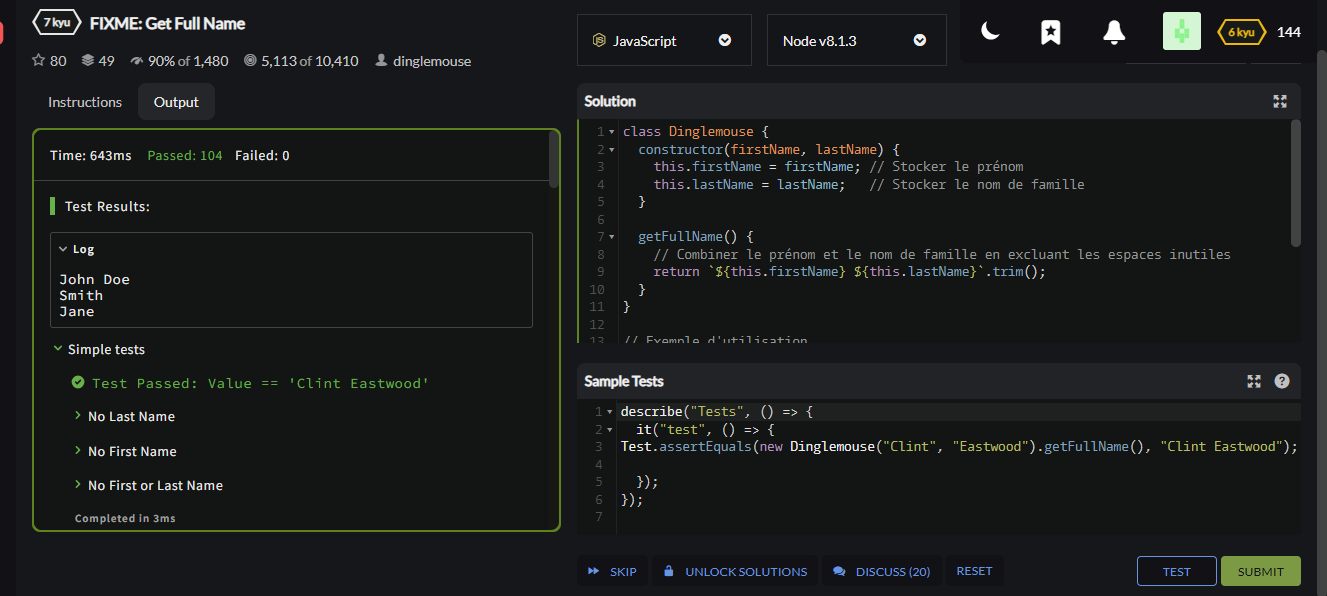 7 kyu FIXME: Get Full Name
80 49 90% of 1,480 5,113 of 10,410 dinglemouse
JavaScript
Node v8.1.3
6 kyu 144
Instructions Output
Time: 643ms Passed: 104 Failed: 0
Test Results:
Log
John Doe
Smith
Jane
Simple tests
Test Passed: Value == 'Clint Eastwood'
No Last Name
No First Name
No First or Last Name
Completed in 3ms
Solution
1 class Dinglemouse {
2 constructor(firstName, lastName) {
3 this.firstName = firstName; // Stocker le prénom
4 this.lastName = lastName; // Stocker le nom de famille
5 }
6
7 getFullName() {
8 // Combiner le prénom et le nom de famille en excluant les espaces inutiles
9 return `${this.firstName} ${this.lastName}`.trim();
10 }
11 }
12
13 // Exemple d'utilisation
Sample Tests
1 describe("Tests", () => {
2 it("test", () => {
3 Test.assertEquals(new Dinglemouse("Clint", "Eastwood").getFullName(), "Clint Eastwood");
4
5 });
6 });
7
SKIP UNLOCK SOLUTIONS DISCUSS (20) RESET TEST SUBMIT